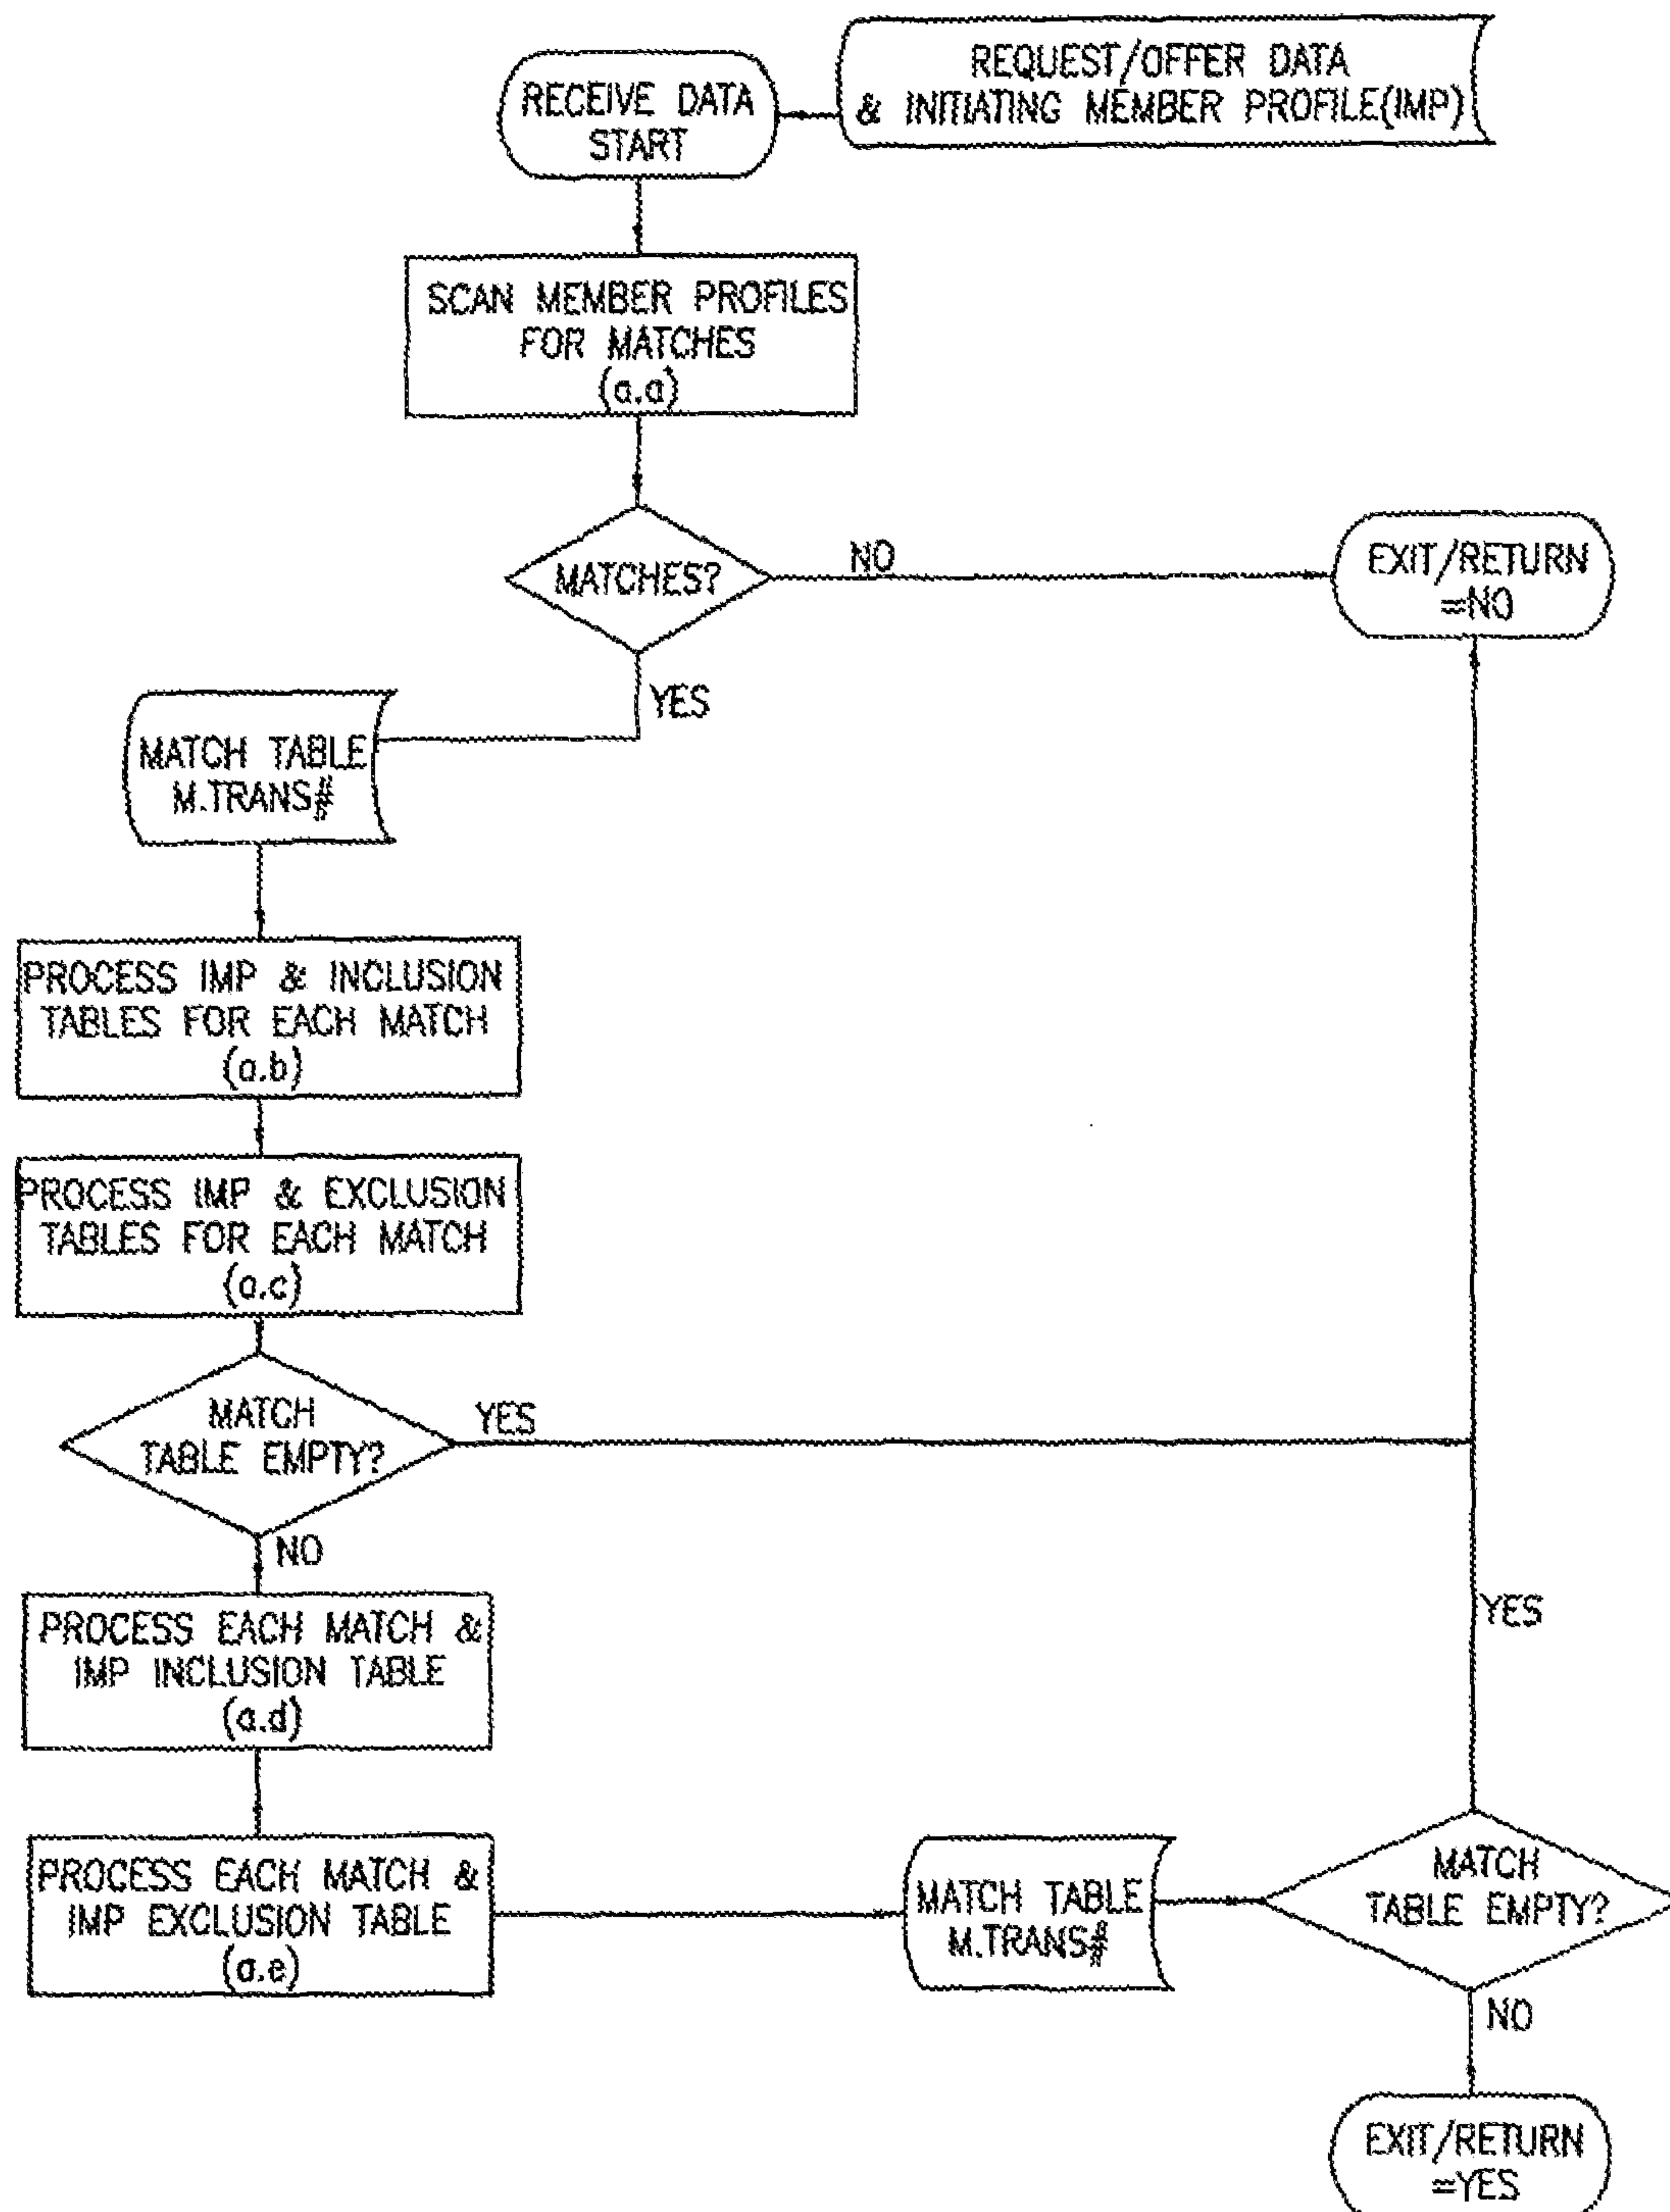 RECEIVE DATA
START
REQUEST/OFFER DATA
& INITIATING MEMBER PROFILE(IMP)
SCAN MEMBER PROFILES
FOR MATCHES
(a.a)
MATCHES?
NO
EXIT/RETURN
=NO
YES
MATCH TABLE
M.TRANS#
PROCESS IMP & INCLUSION
TABLES FOR EACH MATCH
(a.b)
PROCESS IMP & EXCLUSION
TABLES FOR EACH MATCH
(a.c)
MATCH
TABLE EMPTY?
YES
NO
PROCESS EACH MATCH &
IMP INCLUSION TABLE
(a.d)
YES
PROCESS EACH MATCH &
IMP EXCLUSION TABLE
(a.e)
MATCH TABLE
M.TRANS#
MATCH
TABLE EMPTY?
NO
EXIT/RETURN
=YES